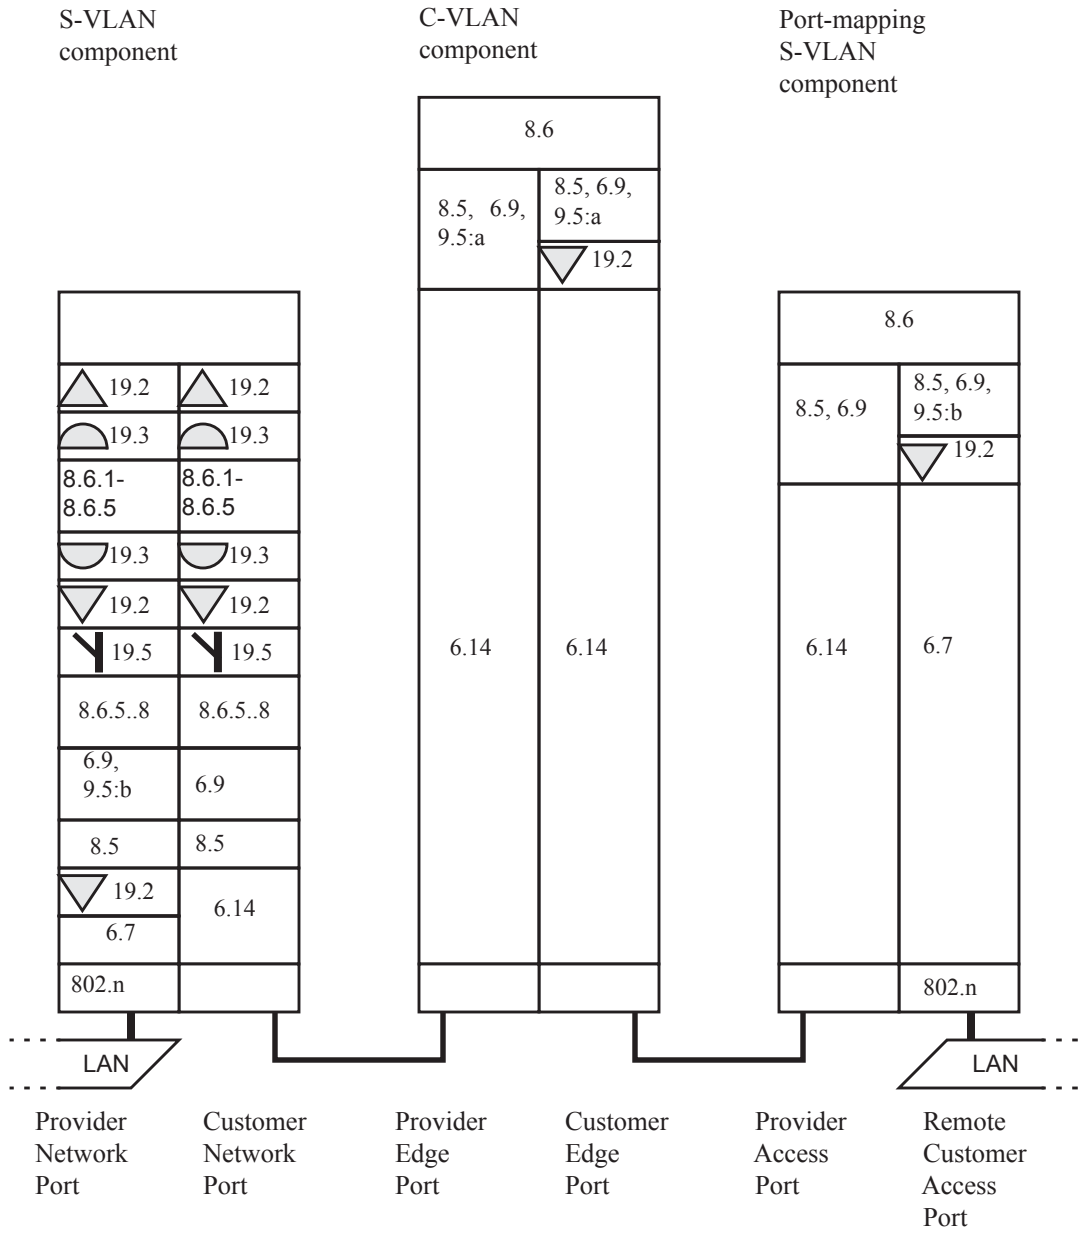 S-VLAN
component
C-VLAN
component
Port-mapping
S-VLAN
component
19.2
19.2
19.3
19.3
8.6.1-
8.6.5
8.6.1-
8.6.5
19.3
19.3
19.2
19.2
19.5
19.5
8.6.5..8
8.6.5..8
6.9,
9.5:b
6.9
8.5
8.5
19.2
6.14
6.7
802.n
8.6
8.5, 6.9,
9.5:a
8.5, 6.9,
9.5:a
19.2
6.14
6.14
8.6
8.5, 6.9
8.5, 6.9,
9.5:b
19.2
6.14
6.7
802.n
LAN
LAN
Provider
Network
Port
Customer
Network
Port
Provider
Edge
Port
Customer
Edge
Port
Provider
Access
Port
Remote
Customer
Access
Port